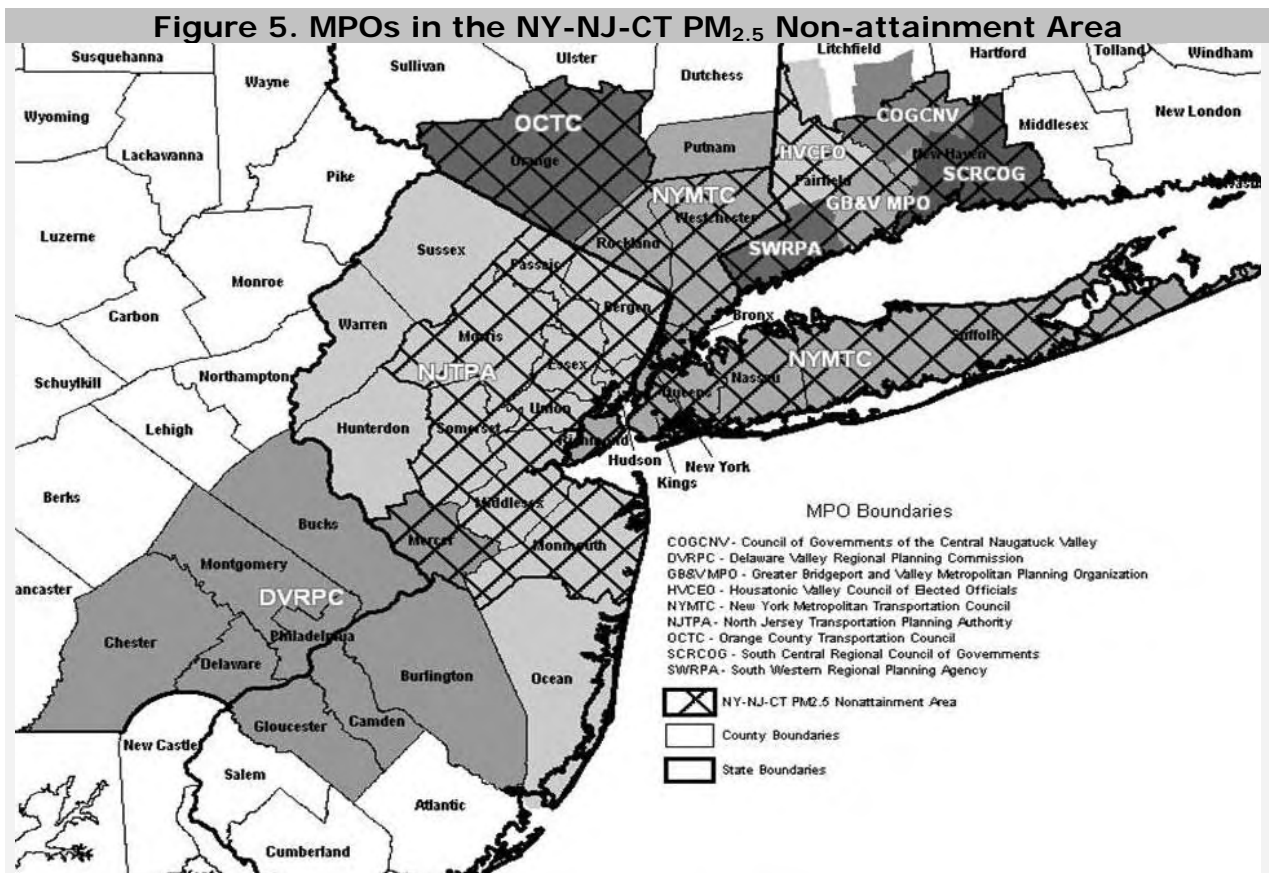 Figure 5. MPOs in the NY-NJ-CT PM2.5 Non-attainment Area
Susquehanna
Wayne
Sullivan
Ulster
Dutchess
Litchfield
Hartford
Tolland
Windham
Wyoming
Lackawanna
Pike
OCTC
Orange
Putnam
COGCNV
New Haven
Middlesex
New London
HVCEO
Fairfield
SCRCOG
GB&V MPO
NYMTC
Westchester
Rockland
SWRPA
Luzerne
Monroe
Carbon
Sussex
Passaic
Bergen
Warren
Morris
Bronx
Suffolk
NYMTC
Nassau
Queens
NJTPA
Essex
Schuylkill
Northampton
Union
Lehigh
Hunterdon
Somerset
Richmond
Hudson
New York
Kings
Berks
Bucks
Middlesex
Mercer
Monmouth
Montgomery
ancaster
DVRPC
Philadelphia
Chester
Delaware
Burlington
Ocean
Gloucester
Camden
New Castle
Salem
Atlantic
Cumberland
MPO Boundaries
COGCNV - Council of Governments of the Central Naugatuck Valley
DVRPC - Delaware Valley Regional Planning Commission
GB&V MPO - Greater Bridgeport and Valley Metropolitan Planning Organization
HVCEO - Housatonic Valley Council of Elected Officials
NYMTC - New York Metropolitan Transportation Council
NJTPA - North Jersey Transportation Planning Authority
OCTC - Orange County Transportation Council
SCRCOG - South Central Regional Council of Governments
SWRPA - South Western Regional Planning Agency
NY-NJ-CT PM2.5 Nonattainment Area
County Boundaries
State Boundaries